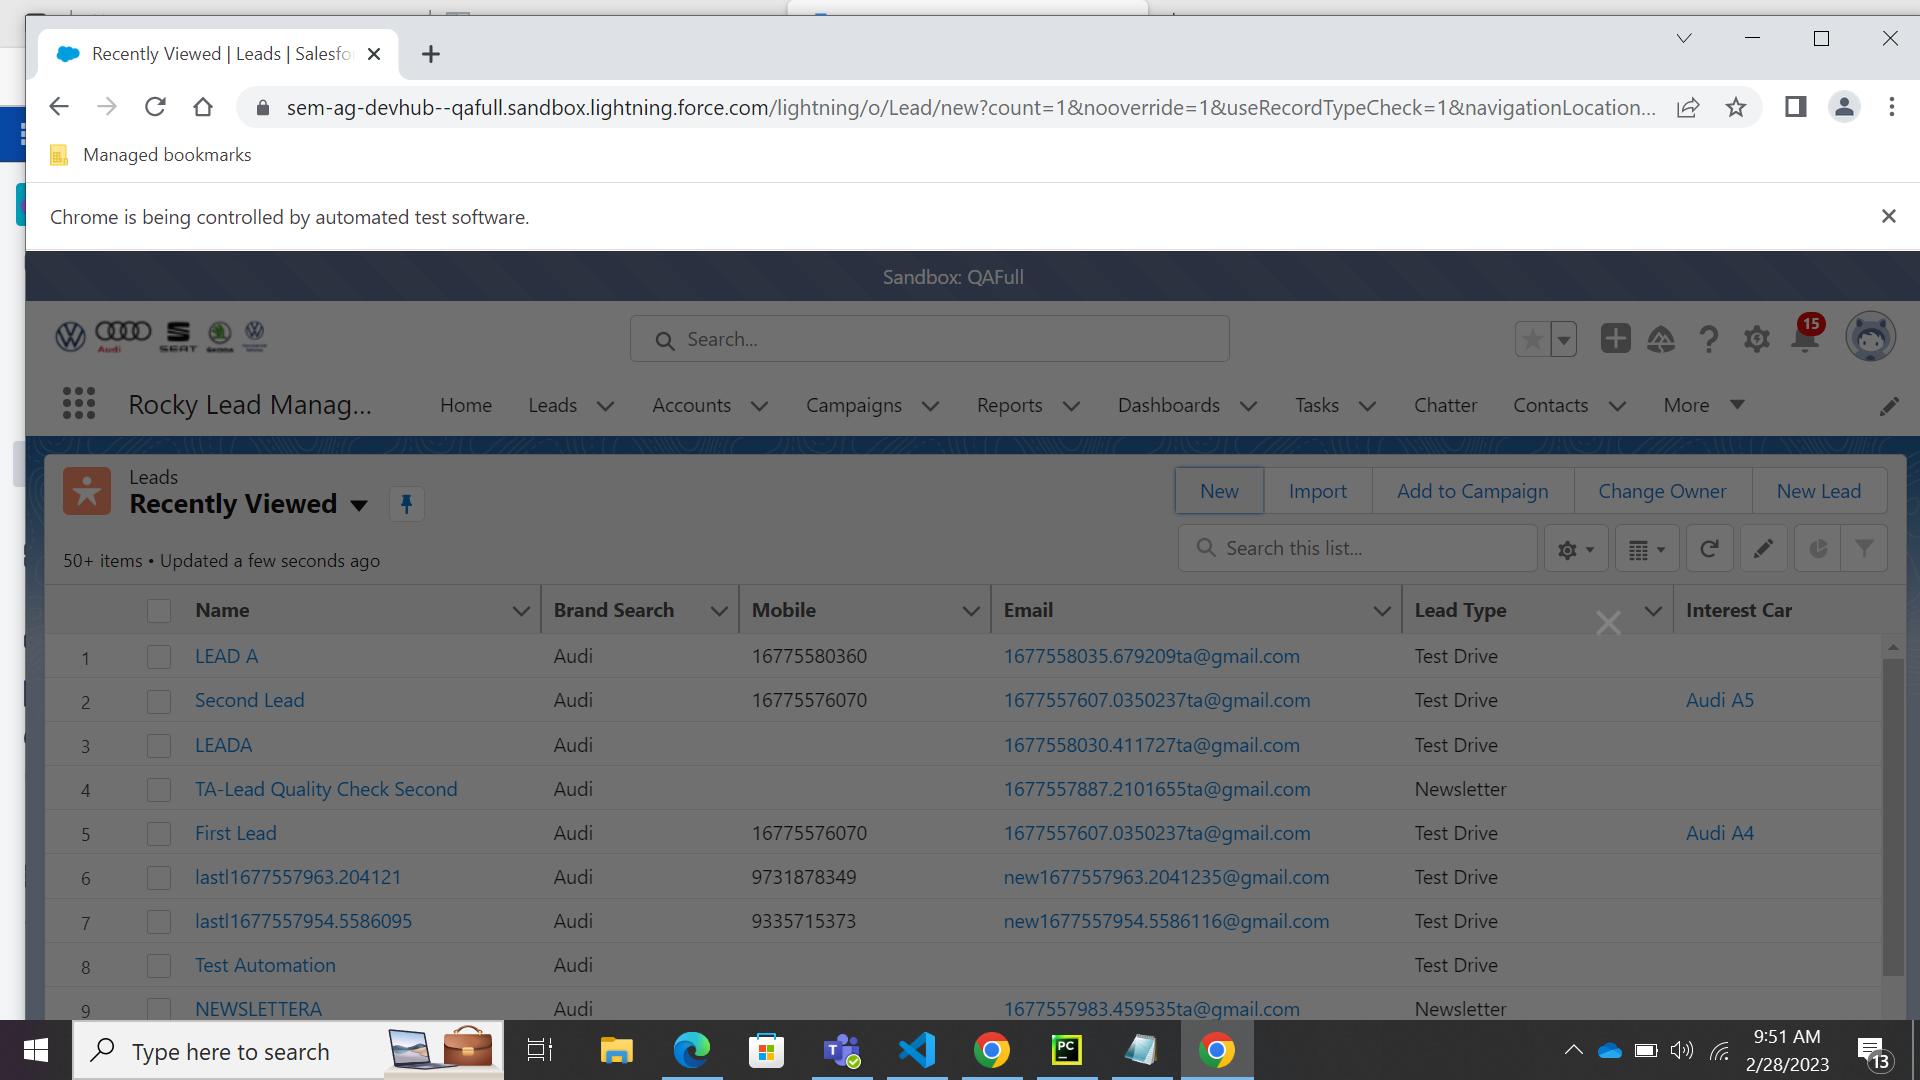 Recently Viewed | Leads | Salesfo
sem-ag-devhub--qafull.sandbox.lightning.force.com/lightning/o/Lead/new?count=1&nooverride=1&useRecordTypeCheck=1&navigationLocation...
Managed bookmarks
Chrome is being controlled by automated test software.
Sandbox: QAFull
Audi SEAT ŠKODA
Search...
15
Rocky Lead Manag...
Home Leads Accounts Campaigns Reports Dashboards Tasks Chatter Contacts More
Leads
Recently Viewed
New Import Add to Campaign Change Owner New Lead
50+ items • Updated a few seconds ago
Search this list...
Name Brand Search Mobile Email Lead Type Interest Car
1 LEAD A Audi 16775580360 1677558035.679209ta@gmail.com Test Drive
2 Second Lead Audi 16775576070 1677557607.0350237ta@gmail.com Test Drive Audi A5
3 LEADA Audi 1677558030.411727ta@gmail.com Test Drive
4 TA-Lead Quality Check Second Audi 1677557887.2101655ta@gmail.com Newsletter
5 First Lead Audi 16775576070 1677557607.0350237ta@gmail.com Test Drive Audi A4
6 lastl1677557963.204121 Audi 9731878349 new1677557963.2041235@gmail.com Test Drive
7 lastl1677557954.5586095 Audi 9335715373 new1677557954.5586116@gmail.com Test Drive
8 Test Automation Audi Test Drive
9 NEWSLETTERA Audi 1677557983.459535ta@gmail.com Newsletter
Type here to search
PC
9:51 AM
2/28/2023
13